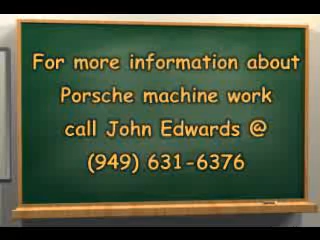 For more information about
Porsche machine work
call John Edwards @
(949) 631-6376